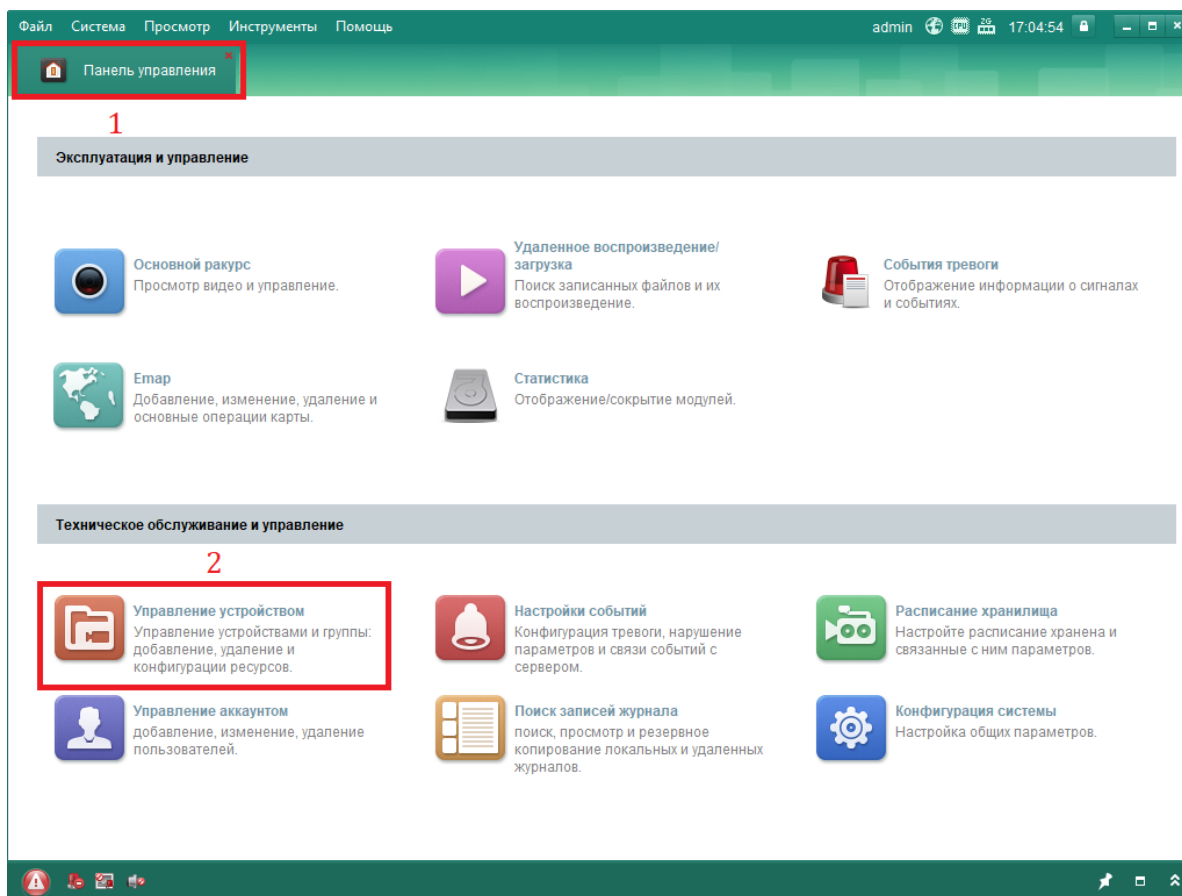 Файл Система Просмотр Инструменты Помощь admin CPU 2G 17:04:54
Панель управления
1
Эксплуатация и управление
Основной ракурс
Просмотр видео и управление.
Удаленное воспроизведение/
загрузка
Поиск записанных файлов и их
воспроизведение.
События тревоги
Отображение информации о сигналах
и событиях.
Emap
Добавление, изменение, удаление и
основные операции карты.
Статистика
Отображение/сокрытие модулей.
Техническое обслуживание и управление
2
Управление устройством
Управление устройствами и группы:
добавление, удаление и
конфигурации ресурсов.
Настройки событий
Конфигурация тревоги, нарушение
параметров и связи событий с
сервером.
Расписание хранилища
Настройте расписание хранена и
связанные с ним параметров.
Управление аккаунтом
добавление, изменение, удаление
пользователей.
Поиск записей журнала
поиск, просмотр и резервное
копирование локальных и удаленных
журналов.
Конфигурация системы
Настройка общих параметров.